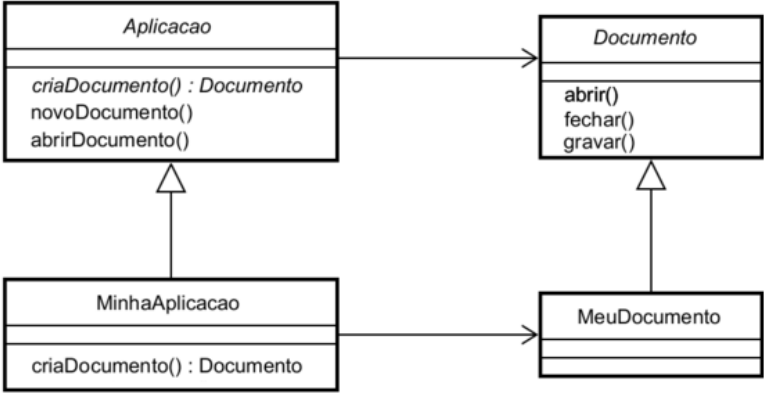 Aplicacao
criaDocumento() : Documento
novoDocumento()
abrirDocumento()
Documento
abrir()
fechar()
gravar()
MinhaAplicacao
criaDocumento() : Documento
MeuDocumento